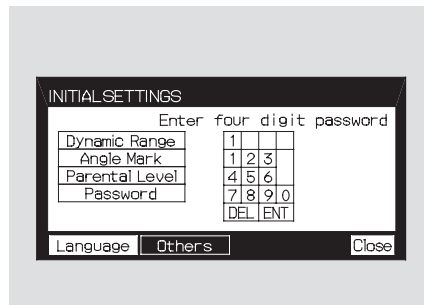 INITIALSETTINGS
Enter four digit password
Dynamic Range 1
Angle Mark 1 2 3
Parental Level 4 5 6
Password 7 8 9 0
DEL ENT
Language Others Close